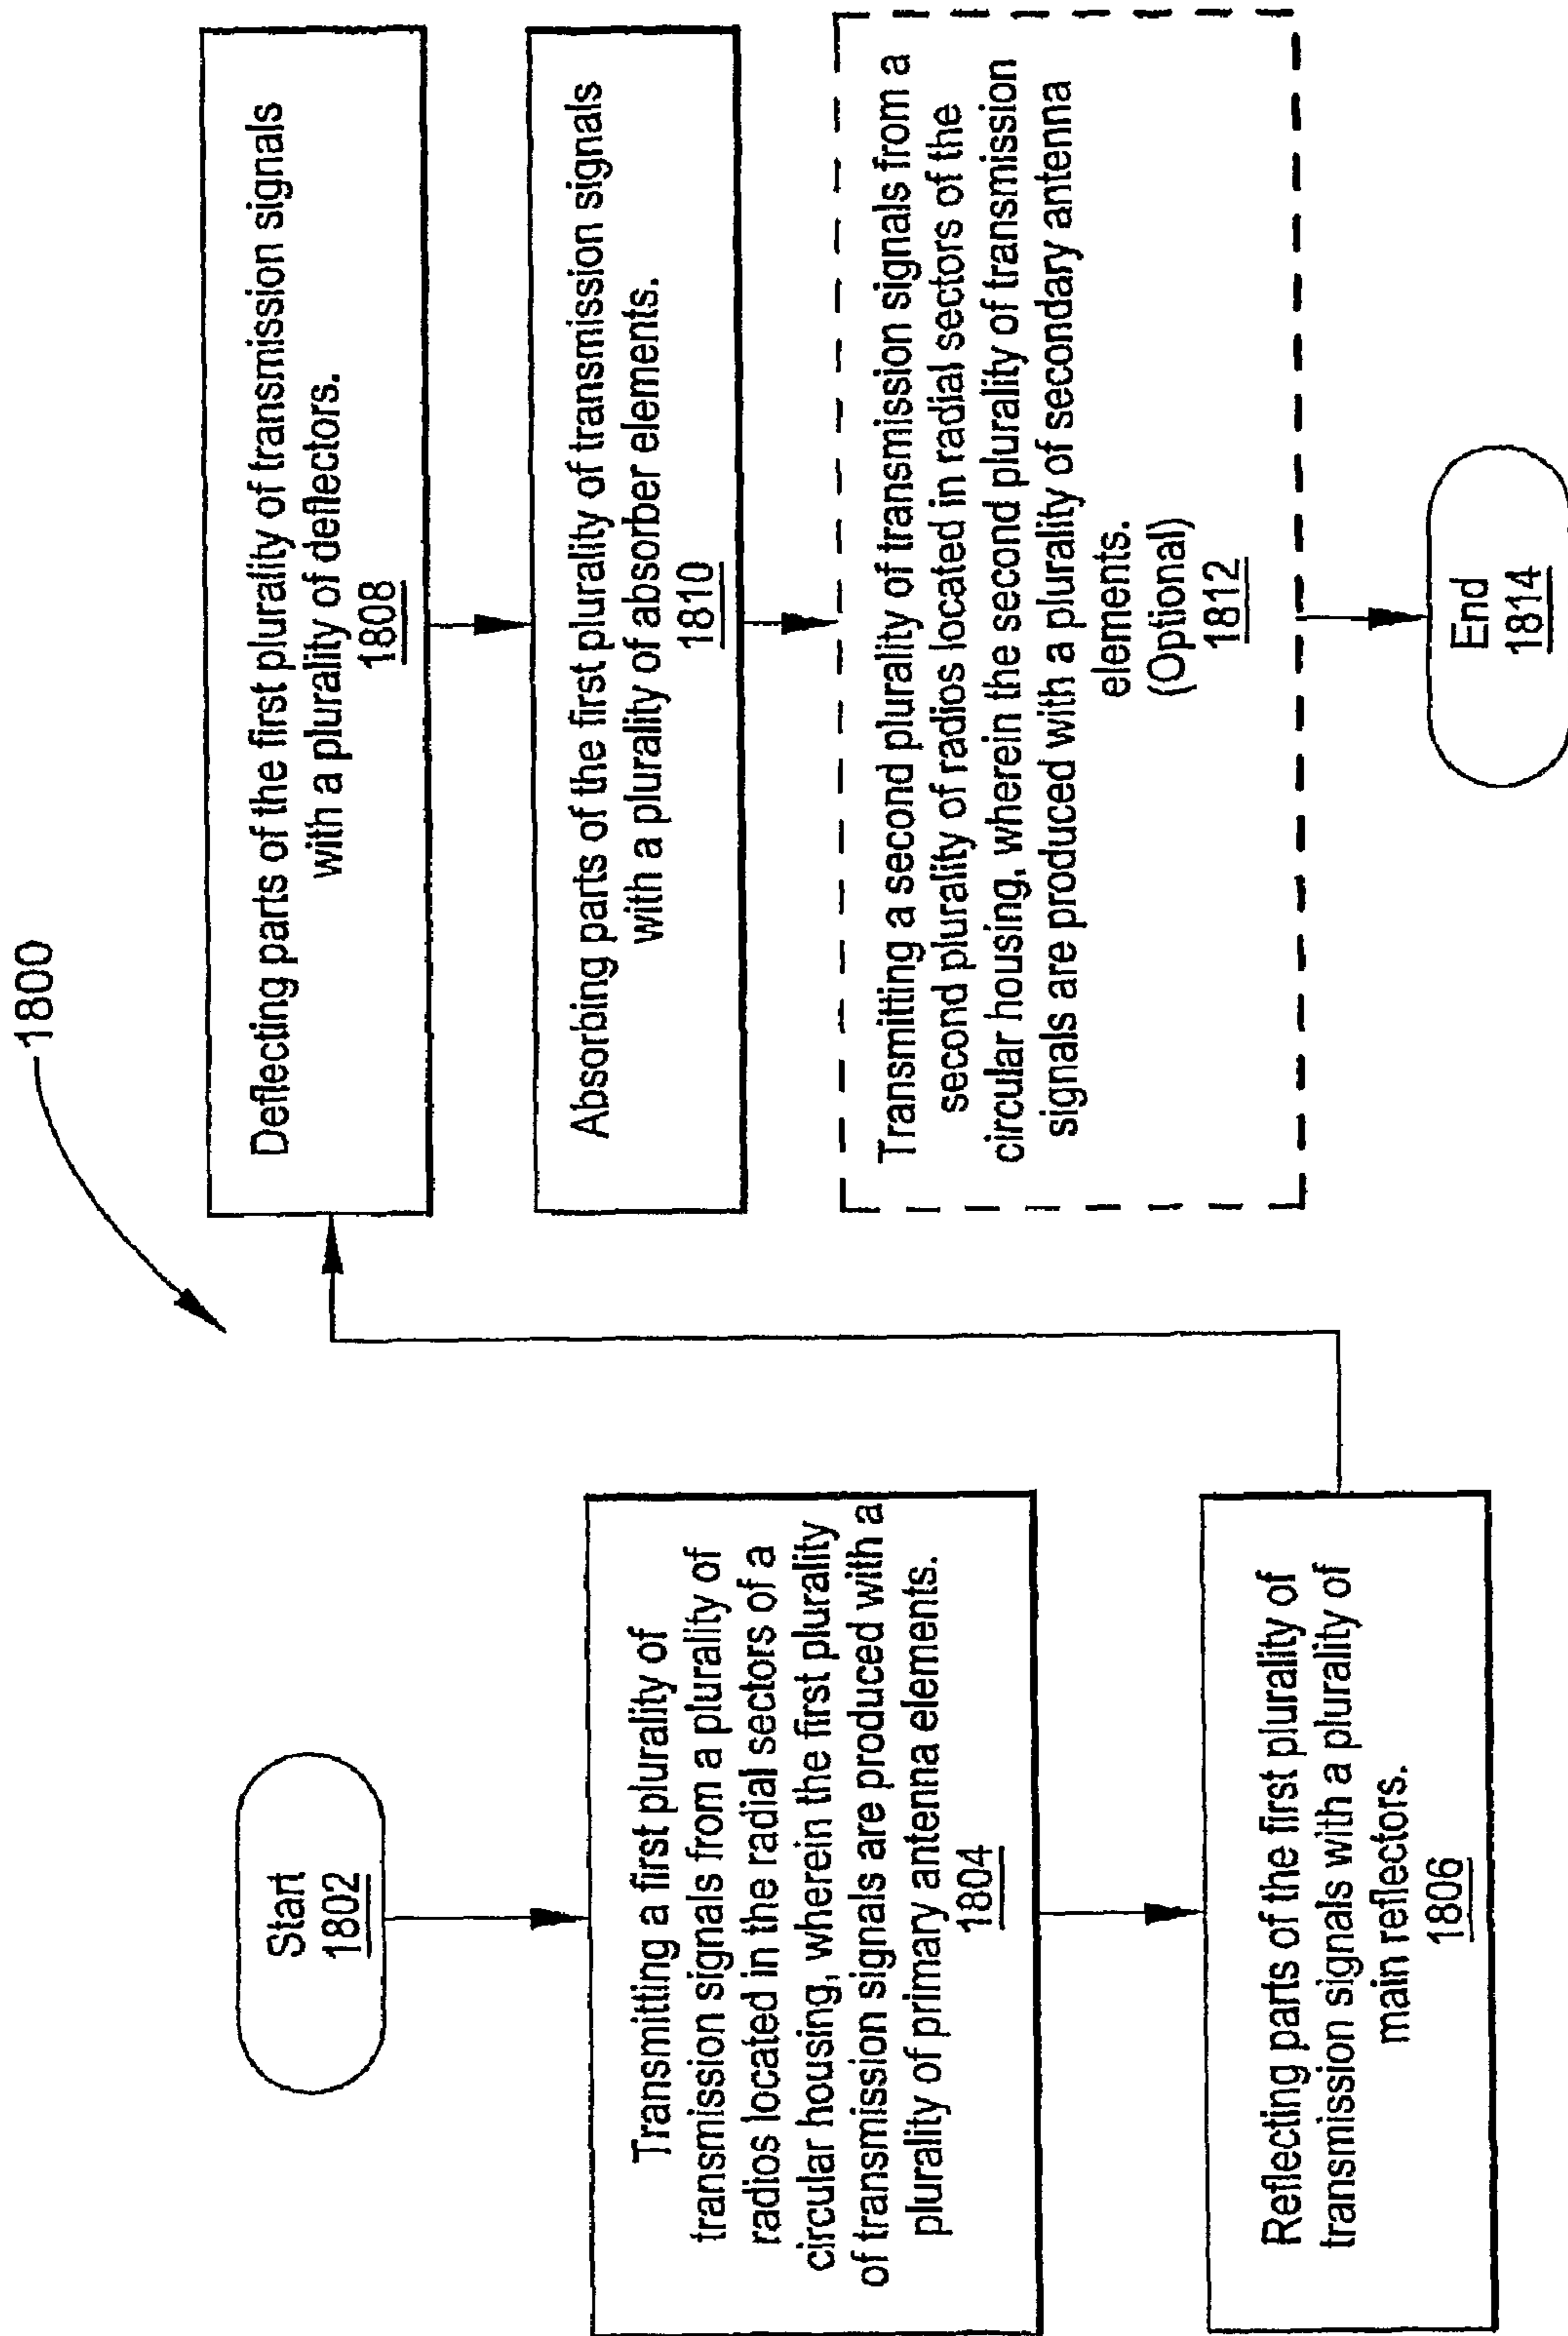 1800
Start
1802
Transmitting a first plurality of
transmission signals from a plurality of
radios located in the radial sectors of a
circular housing, wherein the first plurality
of transmission signals are produced with a
plurality of primary antenna elements.
1804
Reflecting parts of the first plurality of
transmission signals with a plurality of
main reflectors.
1806
Deflecting parts of the first plurality of transmission signals
with a plurality of deflectors.
1808
Absorbing parts of the first plurality of transmission signals
with a plurality of absorber elements.
1810
Transmitting a second plurality of transmission signals from a
second plurality of radios located in radial sectors of the
circular housing, wherein the second plurality of transmission
signals are produced with a plurality of secondary antenna
elements.
(Optional)
1812
End
1814